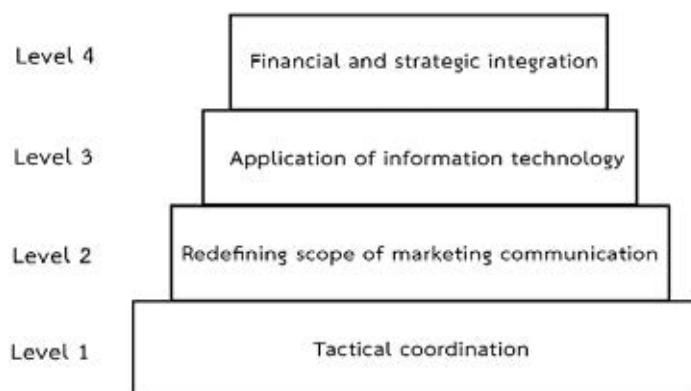 Level 4 Financial and strategic integration
Level 3 Application of information technology
Level 2 Redefining scope of marketing communication
Level 1 Tactical coordination